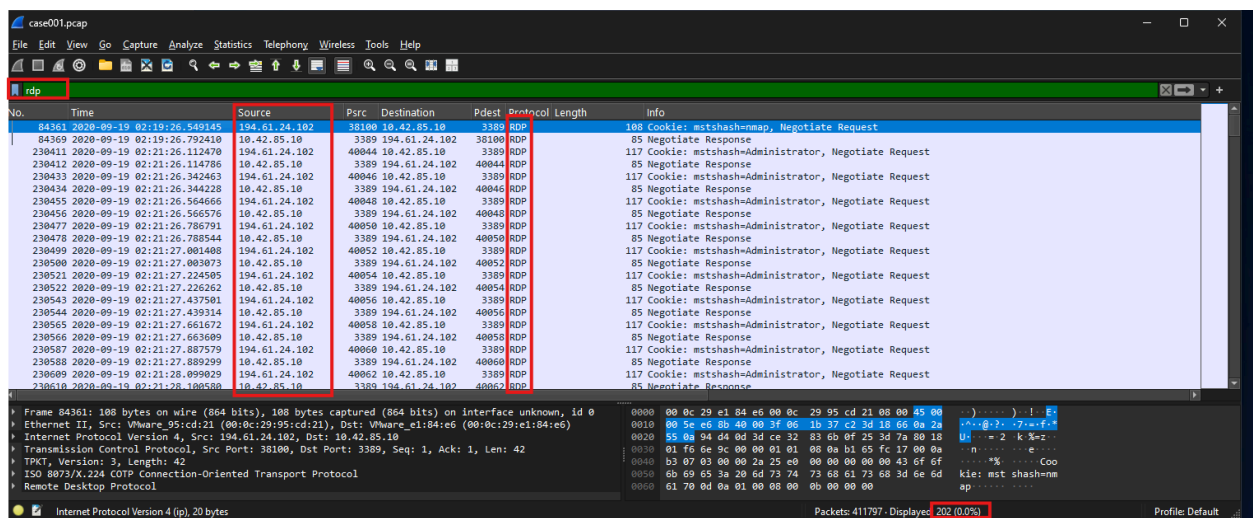 case001.pcap
File Edit View Go Capture Analyze Statistics Telephony Wireless Tools Help
rdp
No. Time Source Psrc Destination Pdest Protocol Length Info
84361 2020-09-19 02:19:26.549145 194.61.24.102 38100 10.42.85.10 3389 RDP 108 Cookie: mstshash=nmap, Negotiate Request
84369 2020-09-19 02:19:26.792410 10.42.85.10 3389 194.61.24.102 38100 RDP 85 Negotiate Response
230411 2020-09-19 02:21:26.112470 194.61.24.102 40044 10.42.85.10 3389 RDP 117 Cookie: mstshash=Administrator, Negotiate Request
230412 2020-09-19 02:21:26.114786 10.42.85.10 3389 194.61.24.102 40044 RDP 85 Negotiate Response
230433 2020-09-19 02:21:26.342463 194.61.24.102 40046 10.42.85.10 3389 RDP 117 Cookie: mstshash=Administrator, Negotiate Request
230434 2020-09-19 02:21:26.344228 10.42.85.10 3389 194.61.24.102 40046 RDP 85 Negotiate Response
230455 2020-09-19 02:21:26.564666 194.61.24.102 40048 10.42.85.10 3389 RDP 117 Cookie: mstshash=Administrator, Negotiate Request
230456 2020-09-19 02:21:26.566576 10.42.85.10 3389 194.61.24.102 40048 RDP 85 Negotiate Response
230477 2020-09-19 02:21:26.786791 194.61.24.102 40050 10.42.85.10 3389 RDP 117 Cookie: mstshash=Administrator, Negotiate Request
230478 2020-09-19 02:21:26.788544 10.42.85.10 3389 194.61.24.102 40050 RDP 85 Negotiate Response
230499 2020-09-19 02:21:27.001408 194.61.24.102 40052 10.42.85.10 3389 RDP 117 Cookie: mstshash=Administrator, Negotiate Request
230500 2020-09-19 02:21:27.003073 10.42.85.10 3389 194.61.24.102 40052 RDP 85 Negotiate Response
230521 2020-09-19 02:21:27.224505 194.61.24.102 40054 10.42.85.10 3389 RDP 117 Cookie: mstshash=Administrator, Negotiate Request
230522 2020-09-19 02:21:27.226262 10.42.85.10 3389 194.61.24.102 40054 RDP 85 Negotiate Response
230543 2020-09-19 02:21:27.437501 194.61.24.102 40056 10.42.85.10 3389 RDP 117 Cookie: mstshash=Administrator, Negotiate Request
230544 2020-09-19 02:21:27.439314 10.42.85.10 3389 194.61.24.102 40056 RDP 85 Negotiate Response
230565 2020-09-19 02:21:27.661672 194.61.24.102 40058 10.42.85.10 3389 RDP 117 Cookie: mstshash=Administrator, Negotiate Request
230566 2020-09-19 02:21:27.663609 10.42.85.10 3389 194.61.24.102 40058 RDP 85 Negotiate Response
230587 2020-09-19 02:21:27.887579 194.61.24.102 40060 10.42.85.10 3389 RDP 117 Cookie: mstshash=Administrator, Negotiate Request
230588 2020-09-19 02:21:27.889299 10.42.85.10 3389 194.61.24.102 40060 RDP 85 Negotiate Response
230609 2020-09-19 02:21:28.099029 194.61.24.102 40062 10.42.85.10 3389 RDP 117 Cookie: mstshash=Administrator, Negotiate Request
230610 2020-09-19 02:21:28.100580 10.42.85.10 3389 194.61.24.102 40062 RDP 85 Negotiate Response
Frame 84361: 108 bytes on wire (864 bits), 108 bytes captured (864 bits) on interface unknown, id 0
Ethernet II, Src: VMware_95:cd:21 (00:0c:29:95:cd:21), Dst: VMware_e1:84:e6 (00:0c:29:e1:84:e6)
Internet Protocol Version 4, Src: 194.61.24.102, Dst: 10.42.85.10
Transmission Control Protocol, Src Port: 38100, Dst Port: 3389, Seq: 1, Ack: 1, Len: 42
TPKT, Version: 3, Length: 42
ISO 8073/X.224 COTP Connection-Oriented Transport Protocol
Remote Desktop Protocol
0000 00 0c 29 e1 84 e6 00 0c 29 95 cd 21 08 00 45 00 ··)····· )··!··E·
0010 00 5e e6 8b 40 00 3f 06 1b 37 c2 3d 18 66 0a 2a ·^··@·?· ·7·=·f·*
0020 55 0a 94 d4 0d 3d ce 32 83 6b 0f 25 3d 7a 80 18 U····=·2 ·k·%=z··
0030 01 f6 6e 9c 00 00 01 01 08 0a b1 65 fc 17 00 0a ··n····· ···e····
0040 b3 07 03 00 00 2a 25 e0 00 00 00 00 00 43 6f 6f ·····*%· ·····Coo
0050 6b 69 65 3a 20 6d 73 74 73 68 61 73 68 3d 6e 6d kie: mst shash=nm
0060 61 70 0d 0a 01 00 08 00 0b 00 00 00 ap······ ····
Internet Protocol Version 4 (ip), 20 bytes
Packets: 411797 · Displayed: 202 (0.0%)
Profile: Default